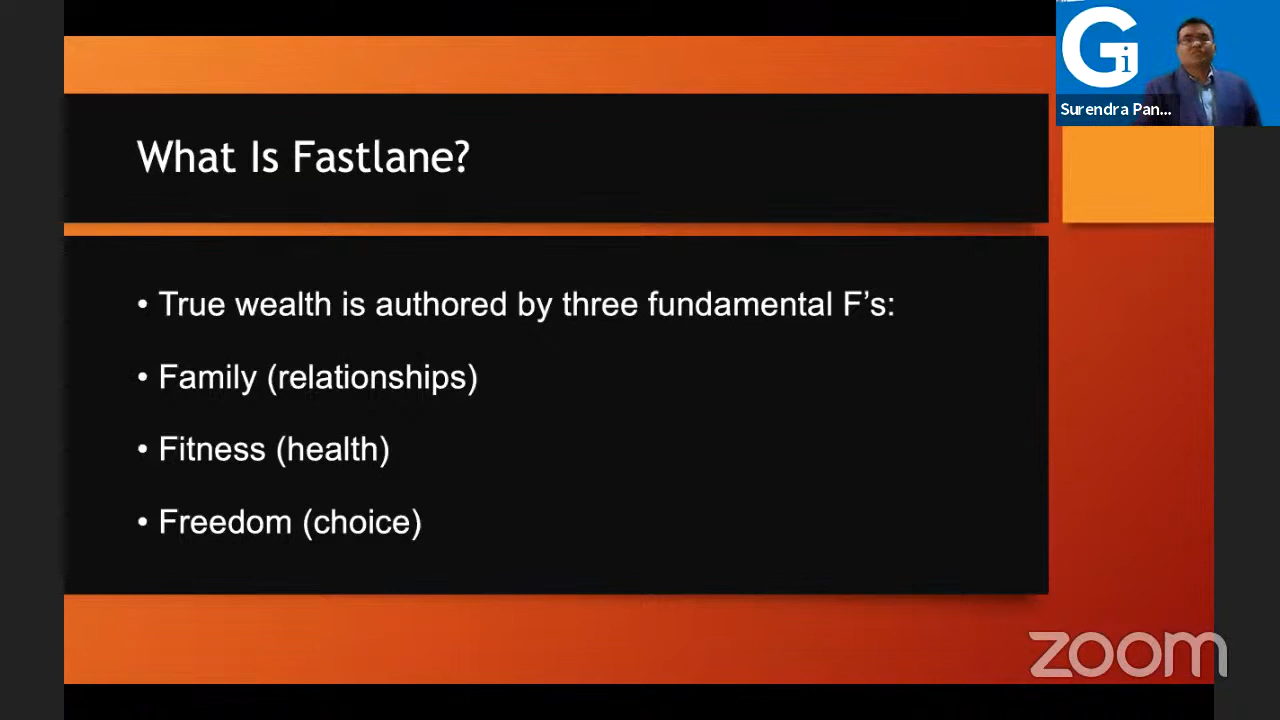 Gi
Surendra Pan...
What Is Fastlane?
• True wealth is authored by three fundamental F’s:
• Family (relationships)
• Fitness (health)
• Freedom (choice)
zoom